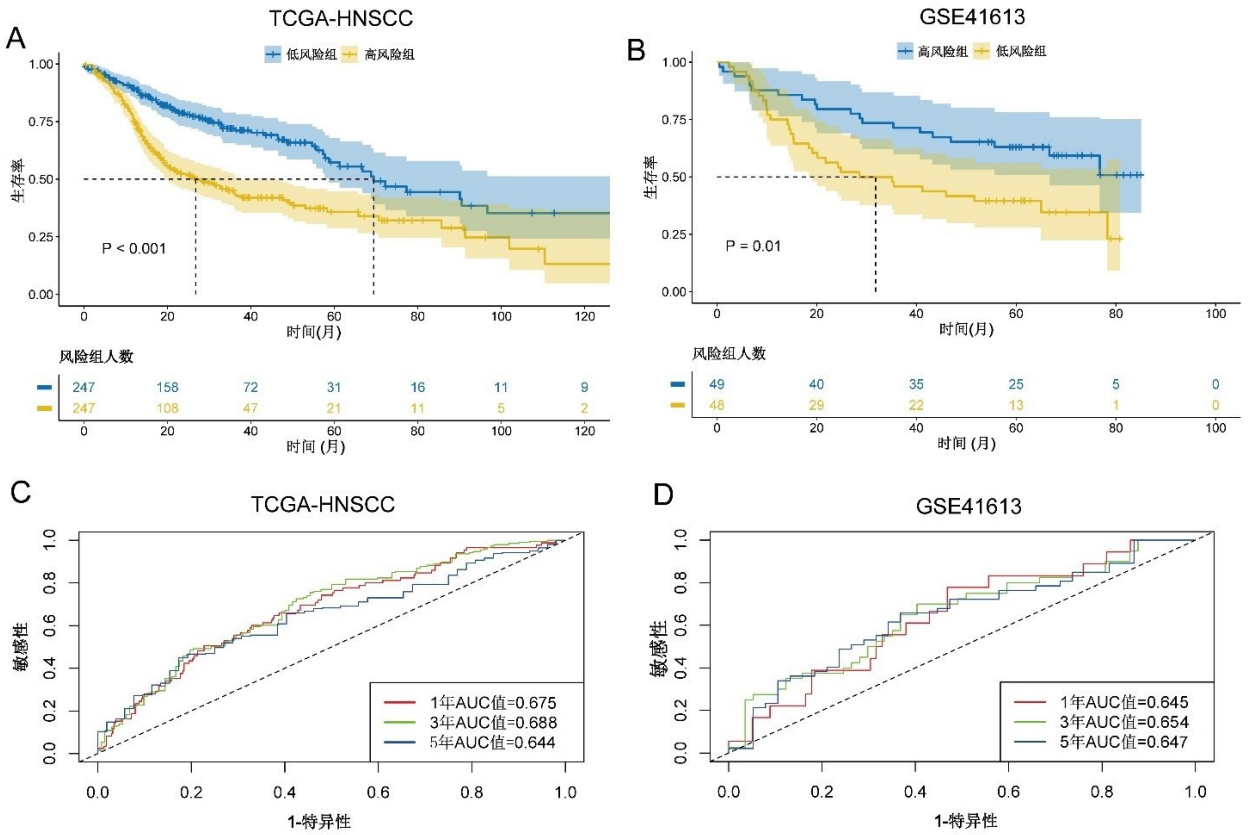 TCGA-HNSCC
GSE41613
A
低风险组 高风险组
B
高风险组 低风险组
1.00
0.75
0.50
0.25
0.00
生存率
P < 0.001
0 20 40 60 80 100 120
时间(月)
1.00
0.75
0.50
0.25
0.00
生存率
P = 0.01
0 20 40 60 80 100
时间(月)
风险组人数
247 158 72 31 16 11 9
247 108 47 21 11 5 2
0 20 40 60 80 100 120
时间 (月)
风险组人数
49 40 35 25 5 0
48 29 22 13 1 0
0 20 40 60 80 100
时间 (月)
C
TCGA-HNSCC
D
GSE41613
1.0
0.8
0.6
0.4
0.2
0.0
敏感性
1年AUC值=0.675
3年AUC值=0.688
5年AUC值=0.644
0.0 0.2 0.4 0.6 0.8 1.0
1-特异性
1.0
0.8
0.6
0.4
0.2
0.0
敏感性
1年AUC值=0.645
3年AUC值=0.654
5年AUC值=0.647
0.0 0.2 0.4 0.6 0.8 1.0
1-特异性